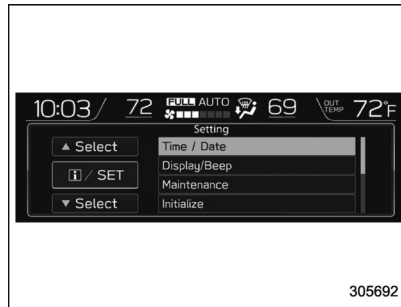 10:03 72 FULL AUTO 69 OUT TEMP 72°F
Setting
▲ Select
Time / Date
Display/Beep
i / SET
Maintenance
▼ Select
Initialize
305692